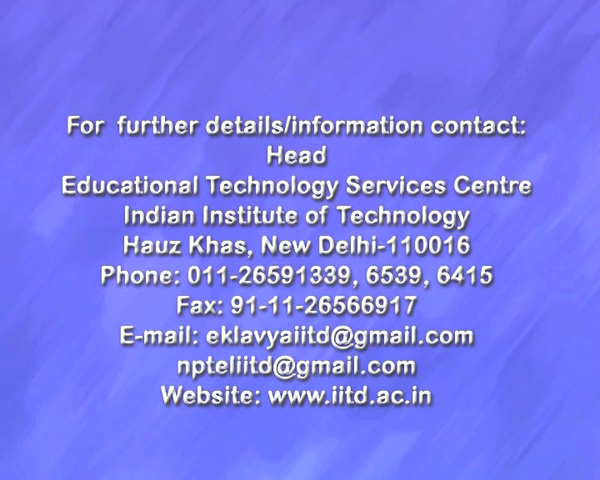 For further details/information contact:
Head
Educational Technology Services Centre
Indian Institute of Technology
Hauz Khas, New Delhi-110016
Phone: 011-26591339, 6539, 6415
Fax: 91-11-26566917
E-mail: eklavyaiitd@gmail.com
npteliitd@gmail.com
Website: www.iitd.ac.in